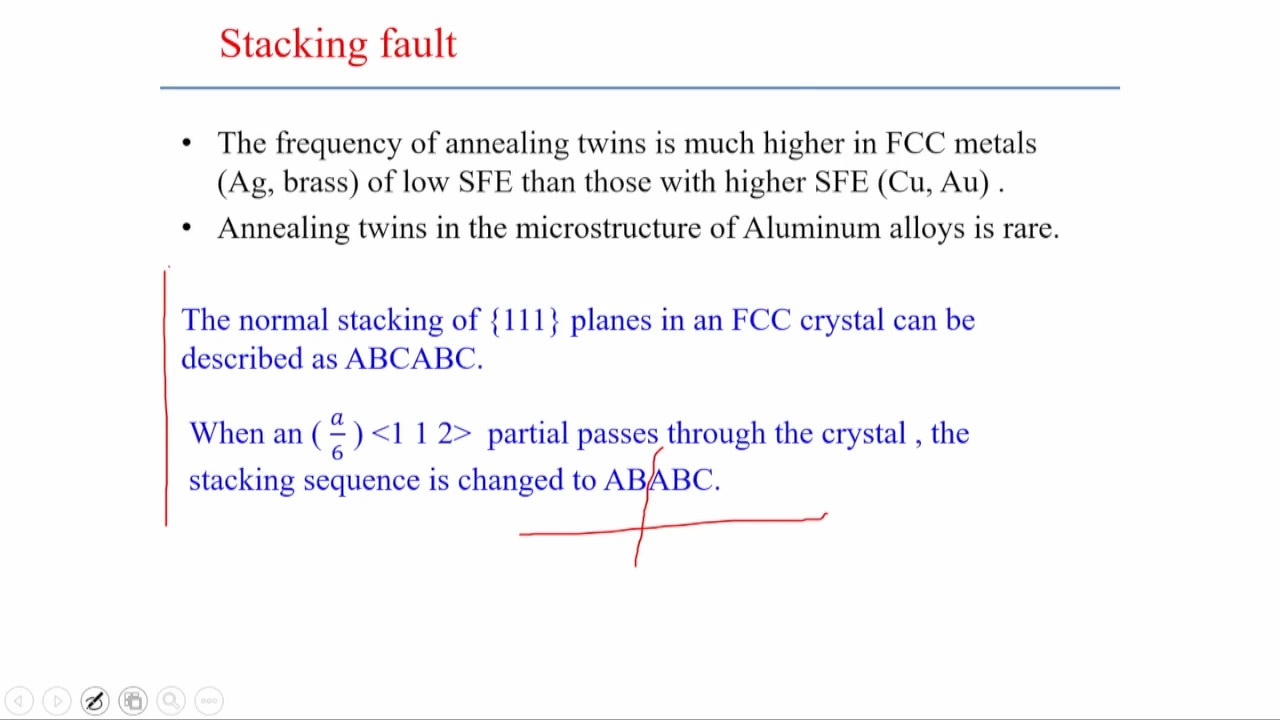 Stacking fault
• The frequency of annealing twins is much higher in FCC metals
(Ag, brass) of low SFE than those with higher SFE (Cu, Au) .
• Annealing twins in the microstructure of Aluminum alloys is rare.
The normal stacking of {111} planes in an FCC crystal can be
described as ABCABC.
When an ( a/6 ) <1 1 2> partial passes through the crystal , the
stacking sequence is changed to ABABC.